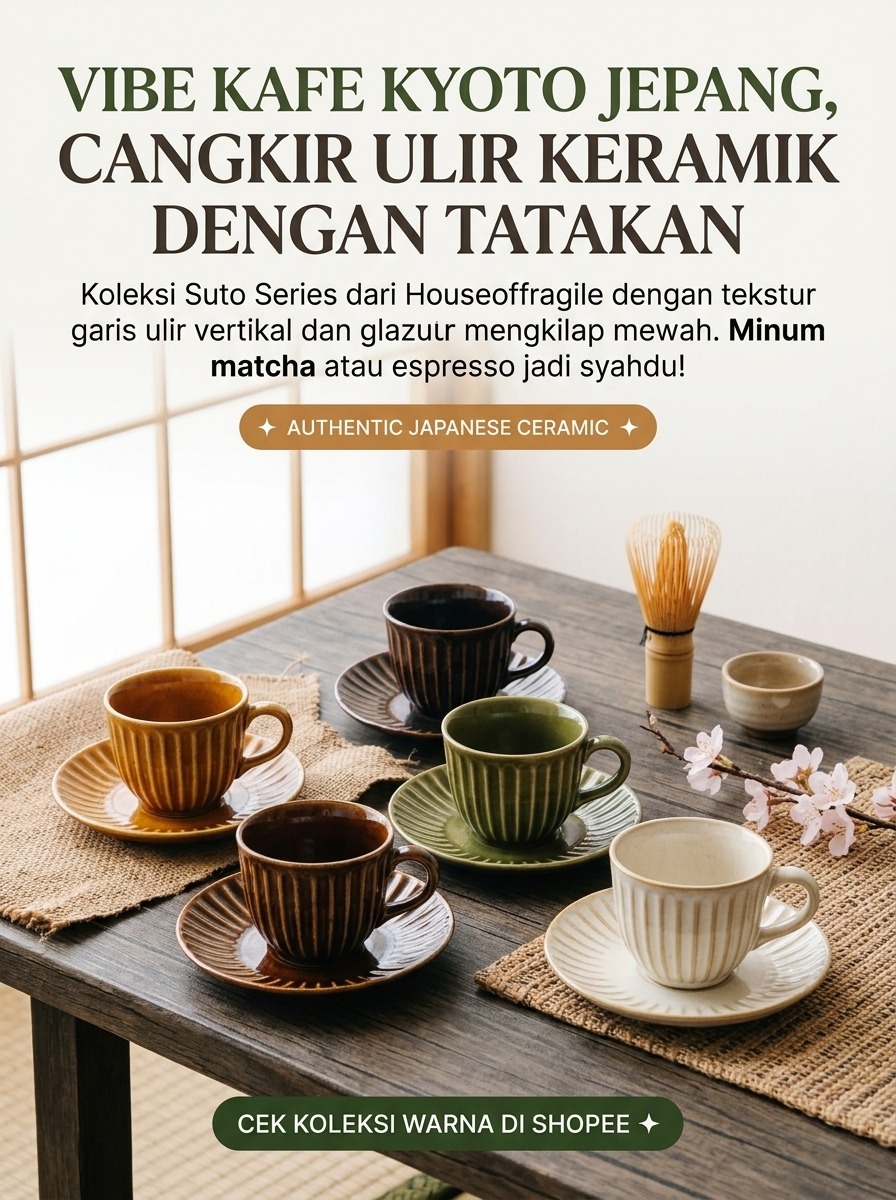 VIBE KAFE KYOTO JEPANG,
CANGKIR ULIR KERAMIK
DENGAN TATAKAN
Koleksi Suto Series dari Houseoffragile dengan tekstur
garis ulir vertikal dan glazutr mengkilap mewah. Minum
matcha atau espresso jadi syahdu!
✦ AUTHENTIC JAPANESE CERAMIC ✦
CEK KOLEKSI WARNA DI SHOPEE ✦